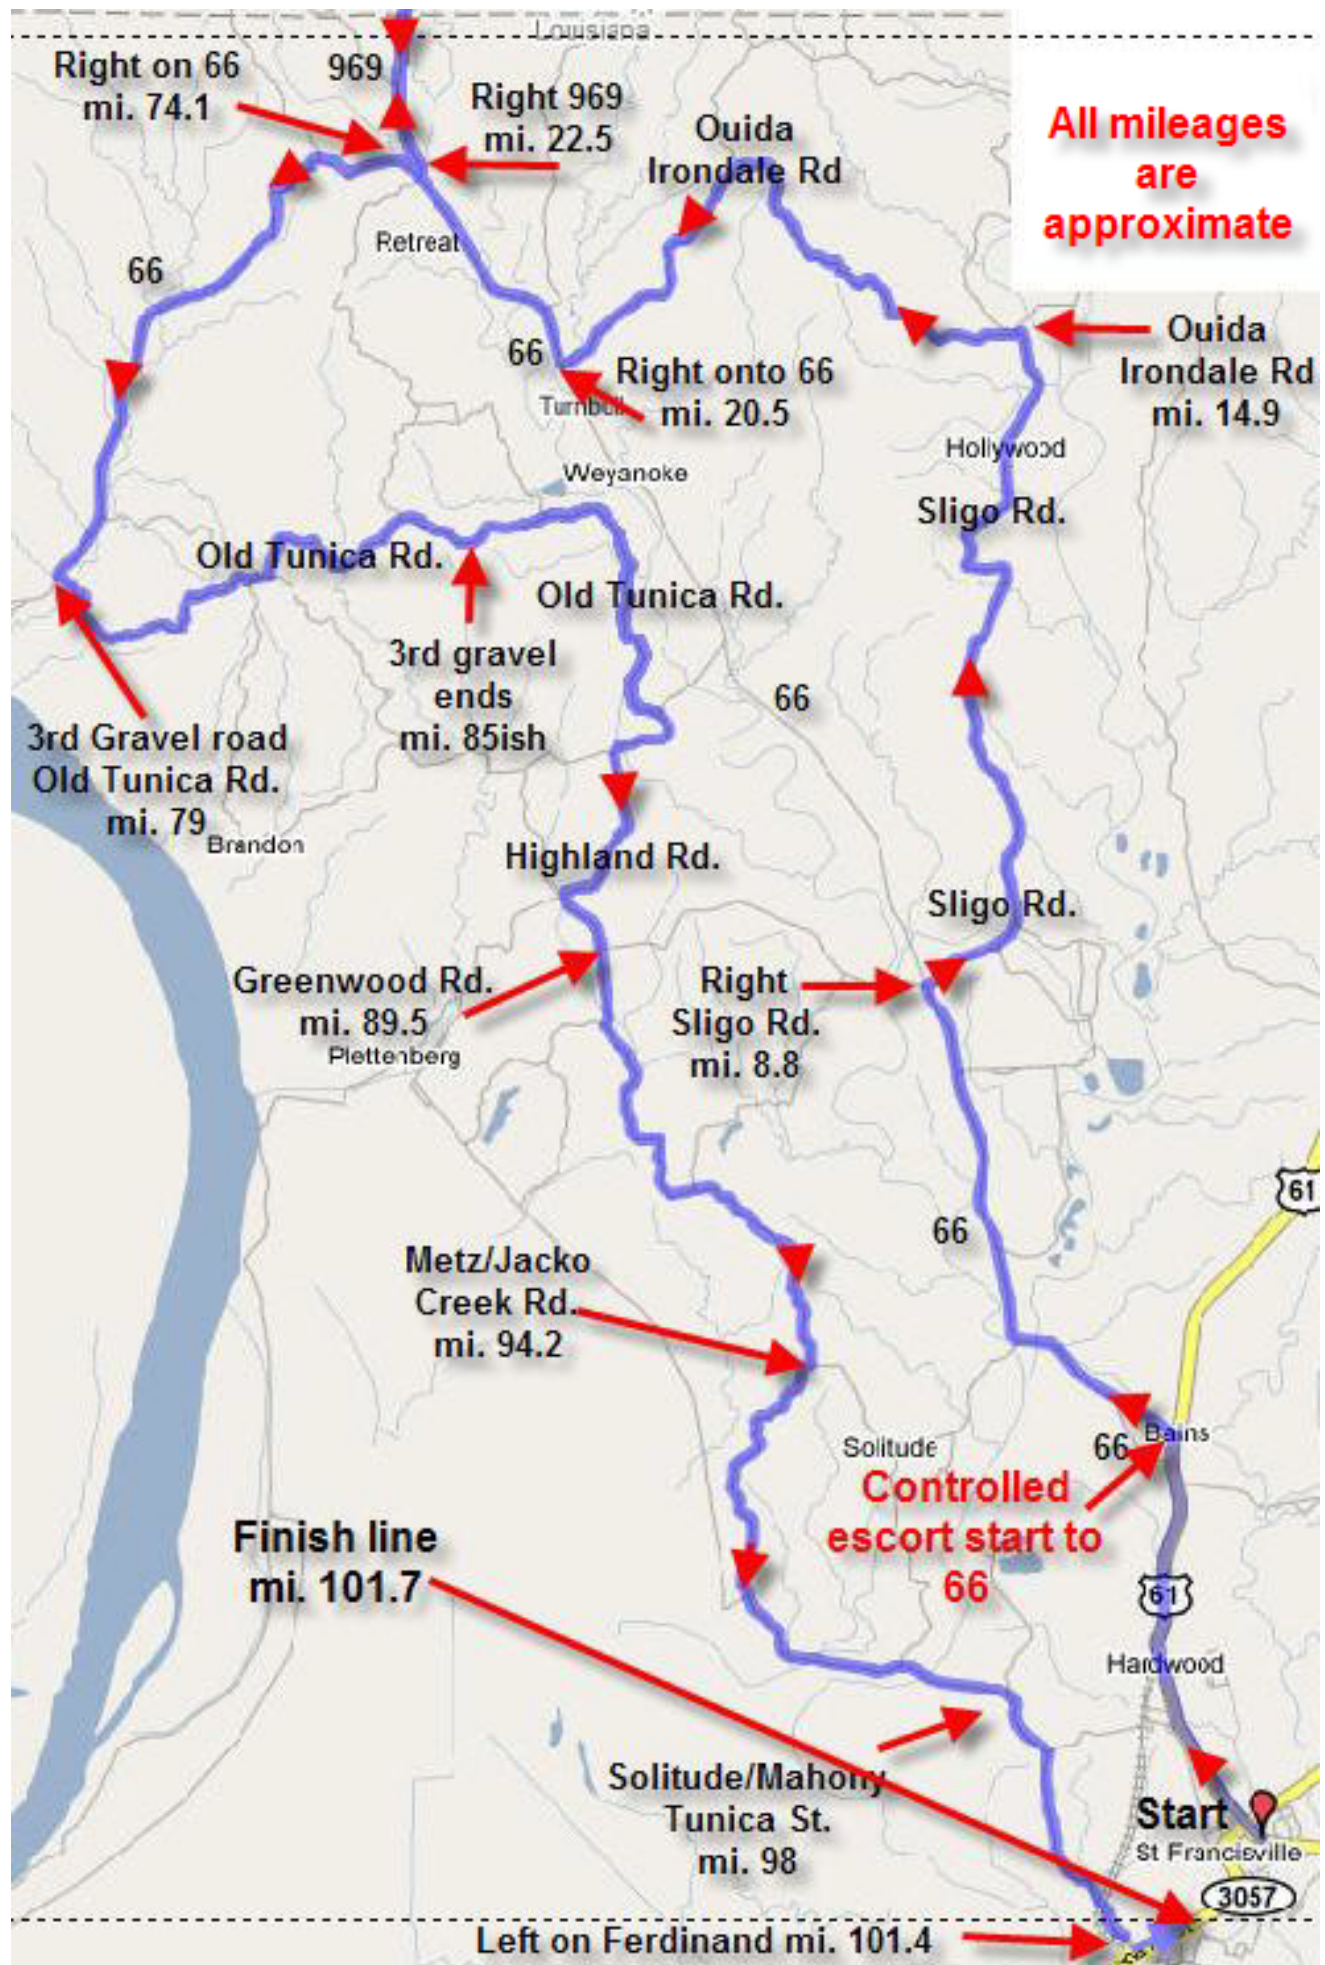 Louisiana
Right on 66
mi. 74.1
969
Right 969
mi. 22.5
Ouida
Irondale Rd
All mileages
are
approximate
Retreat
66
66
Right onto 66
mi. 20.5
Turnbull
Ouida
Irondale Rd
mi. 14.9
Hollywood
Weyanoke
Sligo Rd.
Old Tunica Rd.
Old Tunica Rd.
3rd gravel
ends
mi. 85ish
66
3rd Gravel road
Old Tunica Rd.
mi. 79
Brandon
Highland Rd.
Sligo Rd.
Greenwood Rd.
mi. 89.5
Plettenberg
Right
Sligo Rd.
mi. 8.8
61
66
Metz/Jacko
Creek Rd.
mi. 94.2
Solitude
66
Bains
Controlled
escort start to
66
Finish line
mi. 101.7
61
Hardwood
Solitude/Mahony
Tunica St.
mi. 98
Start
St Francisville
3057
Left on Ferdinand mi. 101.4